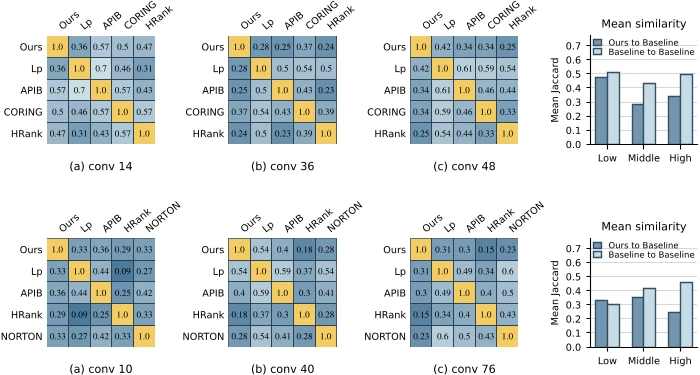 Ours Lp APIB CORING HRank
Ours 1.0 0.36 0.57 0.5 0.47
Lp 0.36 1.0 0.7 0.46 0.31
APIB 0.57 0.7 1.0 0.57 0.43
CORING 0.5 0.46 0.57 1.0 0.57
HRank 0.47 0.31 0.43 0.57 1.0
(a) conv 14
Ours Lp APIB CORING HRank
1.0 0.28 0.25 0.37 0.24
0.28 1.0 0.5 0.54 0.5
0.25 0.5 1.0 0.43 0.23
0.37 0.54 0.43 1.0 0.39
0.24 0.5 0.23 0.39 1.0
(b) conv 36
Ours Lp APIB CORING HRank
1.0 0.42 0.34 0.34 0.25
0.42 1.0 0.61 0.59 0.54
0.34 0.61 1.0 0.46 0.44
0.34 0.59 0.46 1.0 0.33
0.25 0.54 0.44 0.33 1.0
(c) conv 48
Mean similarity
Ours to Baseline
Baseline to Baseline
Mean Jaccard
0.7
0.6
0.5
0.4
0.3
0.2
0.1
0.0
Low Middle High
Ours Lp APIB HRank NORTON
Ours 1.0 0.33 0.36 0.29 0.33
Lp 0.33 1.0 0.44 0.09 0.27
APIB 0.36 0.44 1.0 0.25 0.42
HRank 0.29 0.09 0.25 1.0 0.33
NORTON 0.33 0.27 0.42 0.33 1.0
(a) conv 10
Ours Lp APIB HRank NORTON
1.0 0.54 0.4 0.18 0.28
0.54 1.0 0.59 0.37 0.54
0.4 0.59 1.0 0.3 0.41
0.18 0.37 0.3 1.0 0.28
0.28 0.54 0.41 0.28 1.0
(b) conv 40
Ours Lp APIB HRank NORTON
1.0 0.31 0.3 0.15 0.23
0.31 1.0 0.49 0.34 0.6
0.3 0.49 1.0 0.4 0.5
0.15 0.34 0.4 1.0 0.43
0.23 0.6 0.5 0.43 1.0
(c) conv 76
Mean similarity
Ours to Baseline
Baseline to Baseline
Mean Jaccard
0.7
0.6
0.5
0.4
0.3
0.2
0.1
0.0
Low Middle High